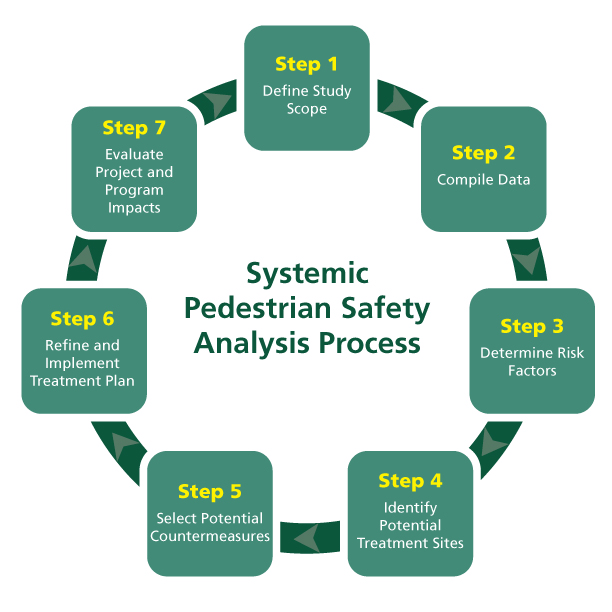 Step 1
Define Study
Scope
Step 2
Compile Data
Step 3
Determine Risk
Factors
Step 4
Identify
Potential
Treatment Sites
Step 5
Select Potential
Countermeasures
Step 6
Refine and
Implement
Treatment Plan
Step 7
Evaluate
Project and
Program
Impacts
Systemic
Pedestrian Safety
Analysis Process